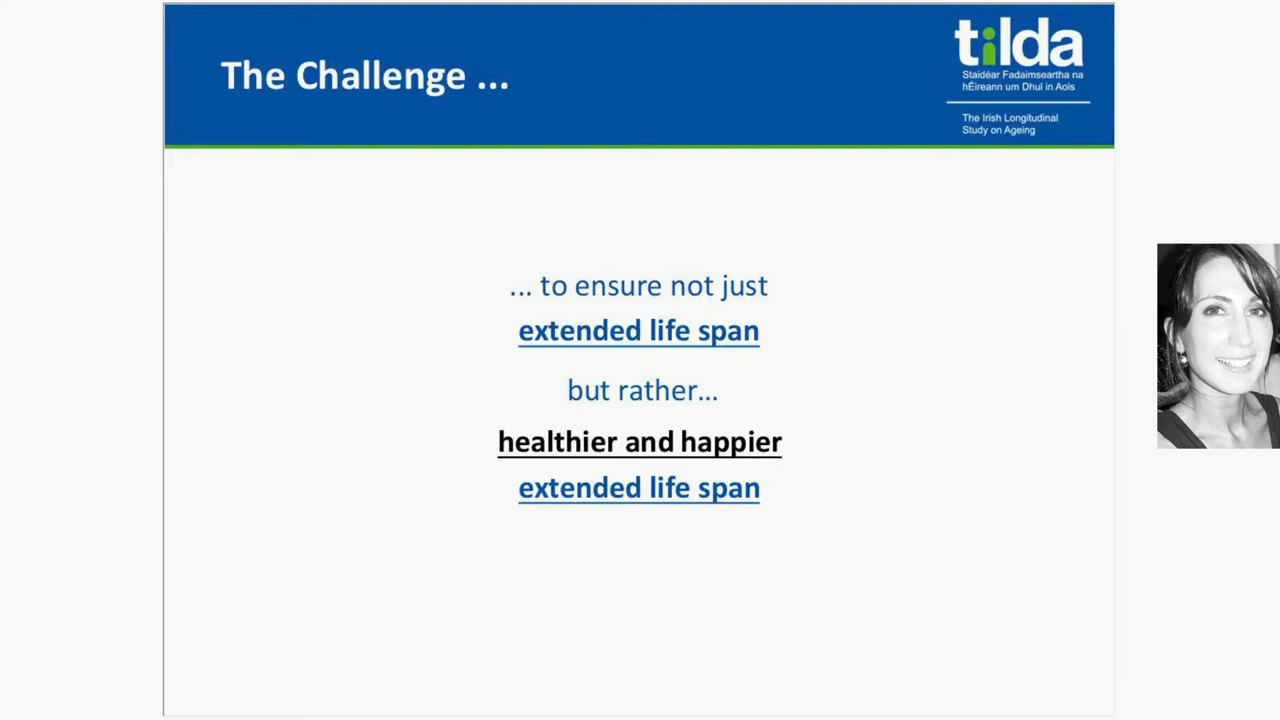 The Challenge ...
tilda
Staidéar Fadaimseartha na
hÉireann um Dhul in Aois
The Irish Longitudinal
Study on Ageing
... to ensure not just
extended life span
but rather...
healthier and happier
extended life span